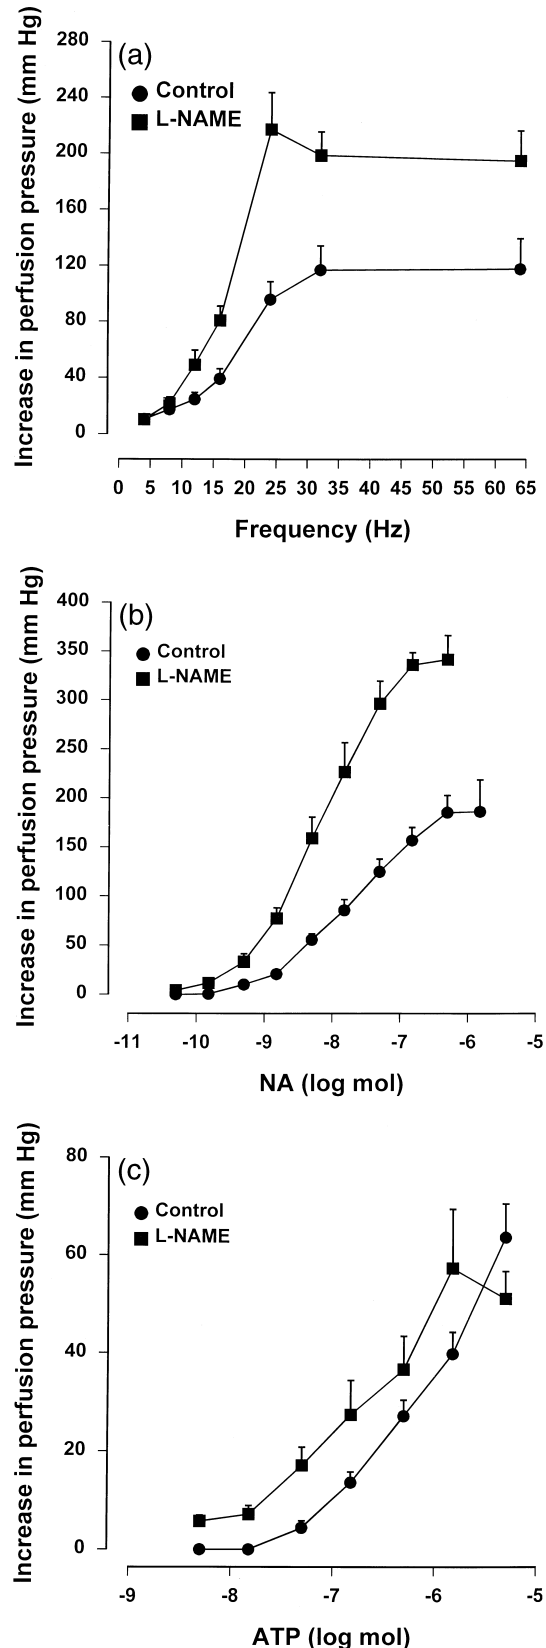 (a)
Control
L-NAME
Increase in perfusion pressure (mm Hg)
280
240
200
160
120
80
40
0
0 5 10 15 20 25 30 35 40 45 50 55 60 65
Frequency (Hz)
(b)
Control
L-NAME
Increase in perfusion pressure (mm Hg)
400
350
300
250
200
150
100
50
0
-11 -10 -9 -8 -7 -6 -5
NA (log mol)
(c)
Control
L-NAME
Increase in perfusion pressure (mm Hg)
80
60
40
20
0
-9 -8 -7 -6 -5
ATP (log mol)